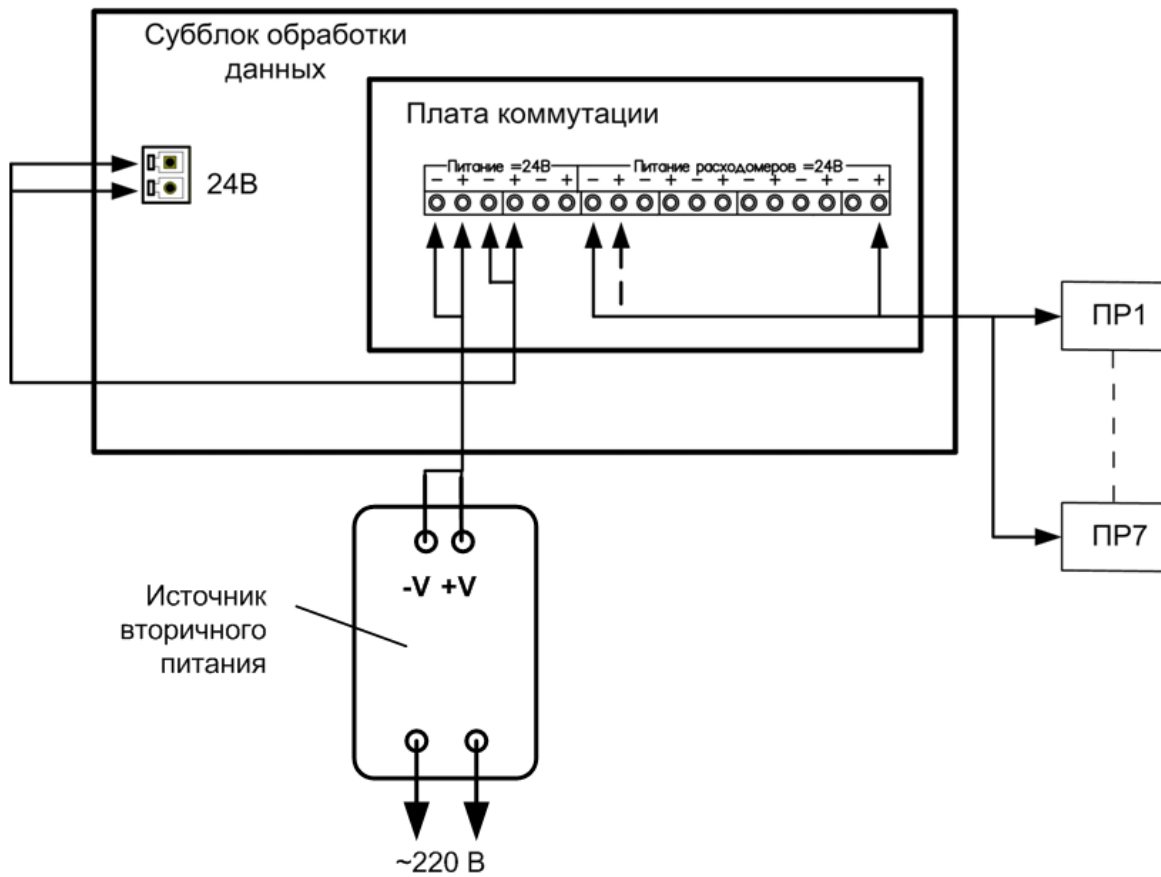 Субблок обработки
данных
Плата коммутации
Питание =24В
Питание расходомеров =24В
− + − + − + − + − + − + − + − + − +
24В
ПР1
ПР7
-V +V
Источник
вторичного
питания
~220 В